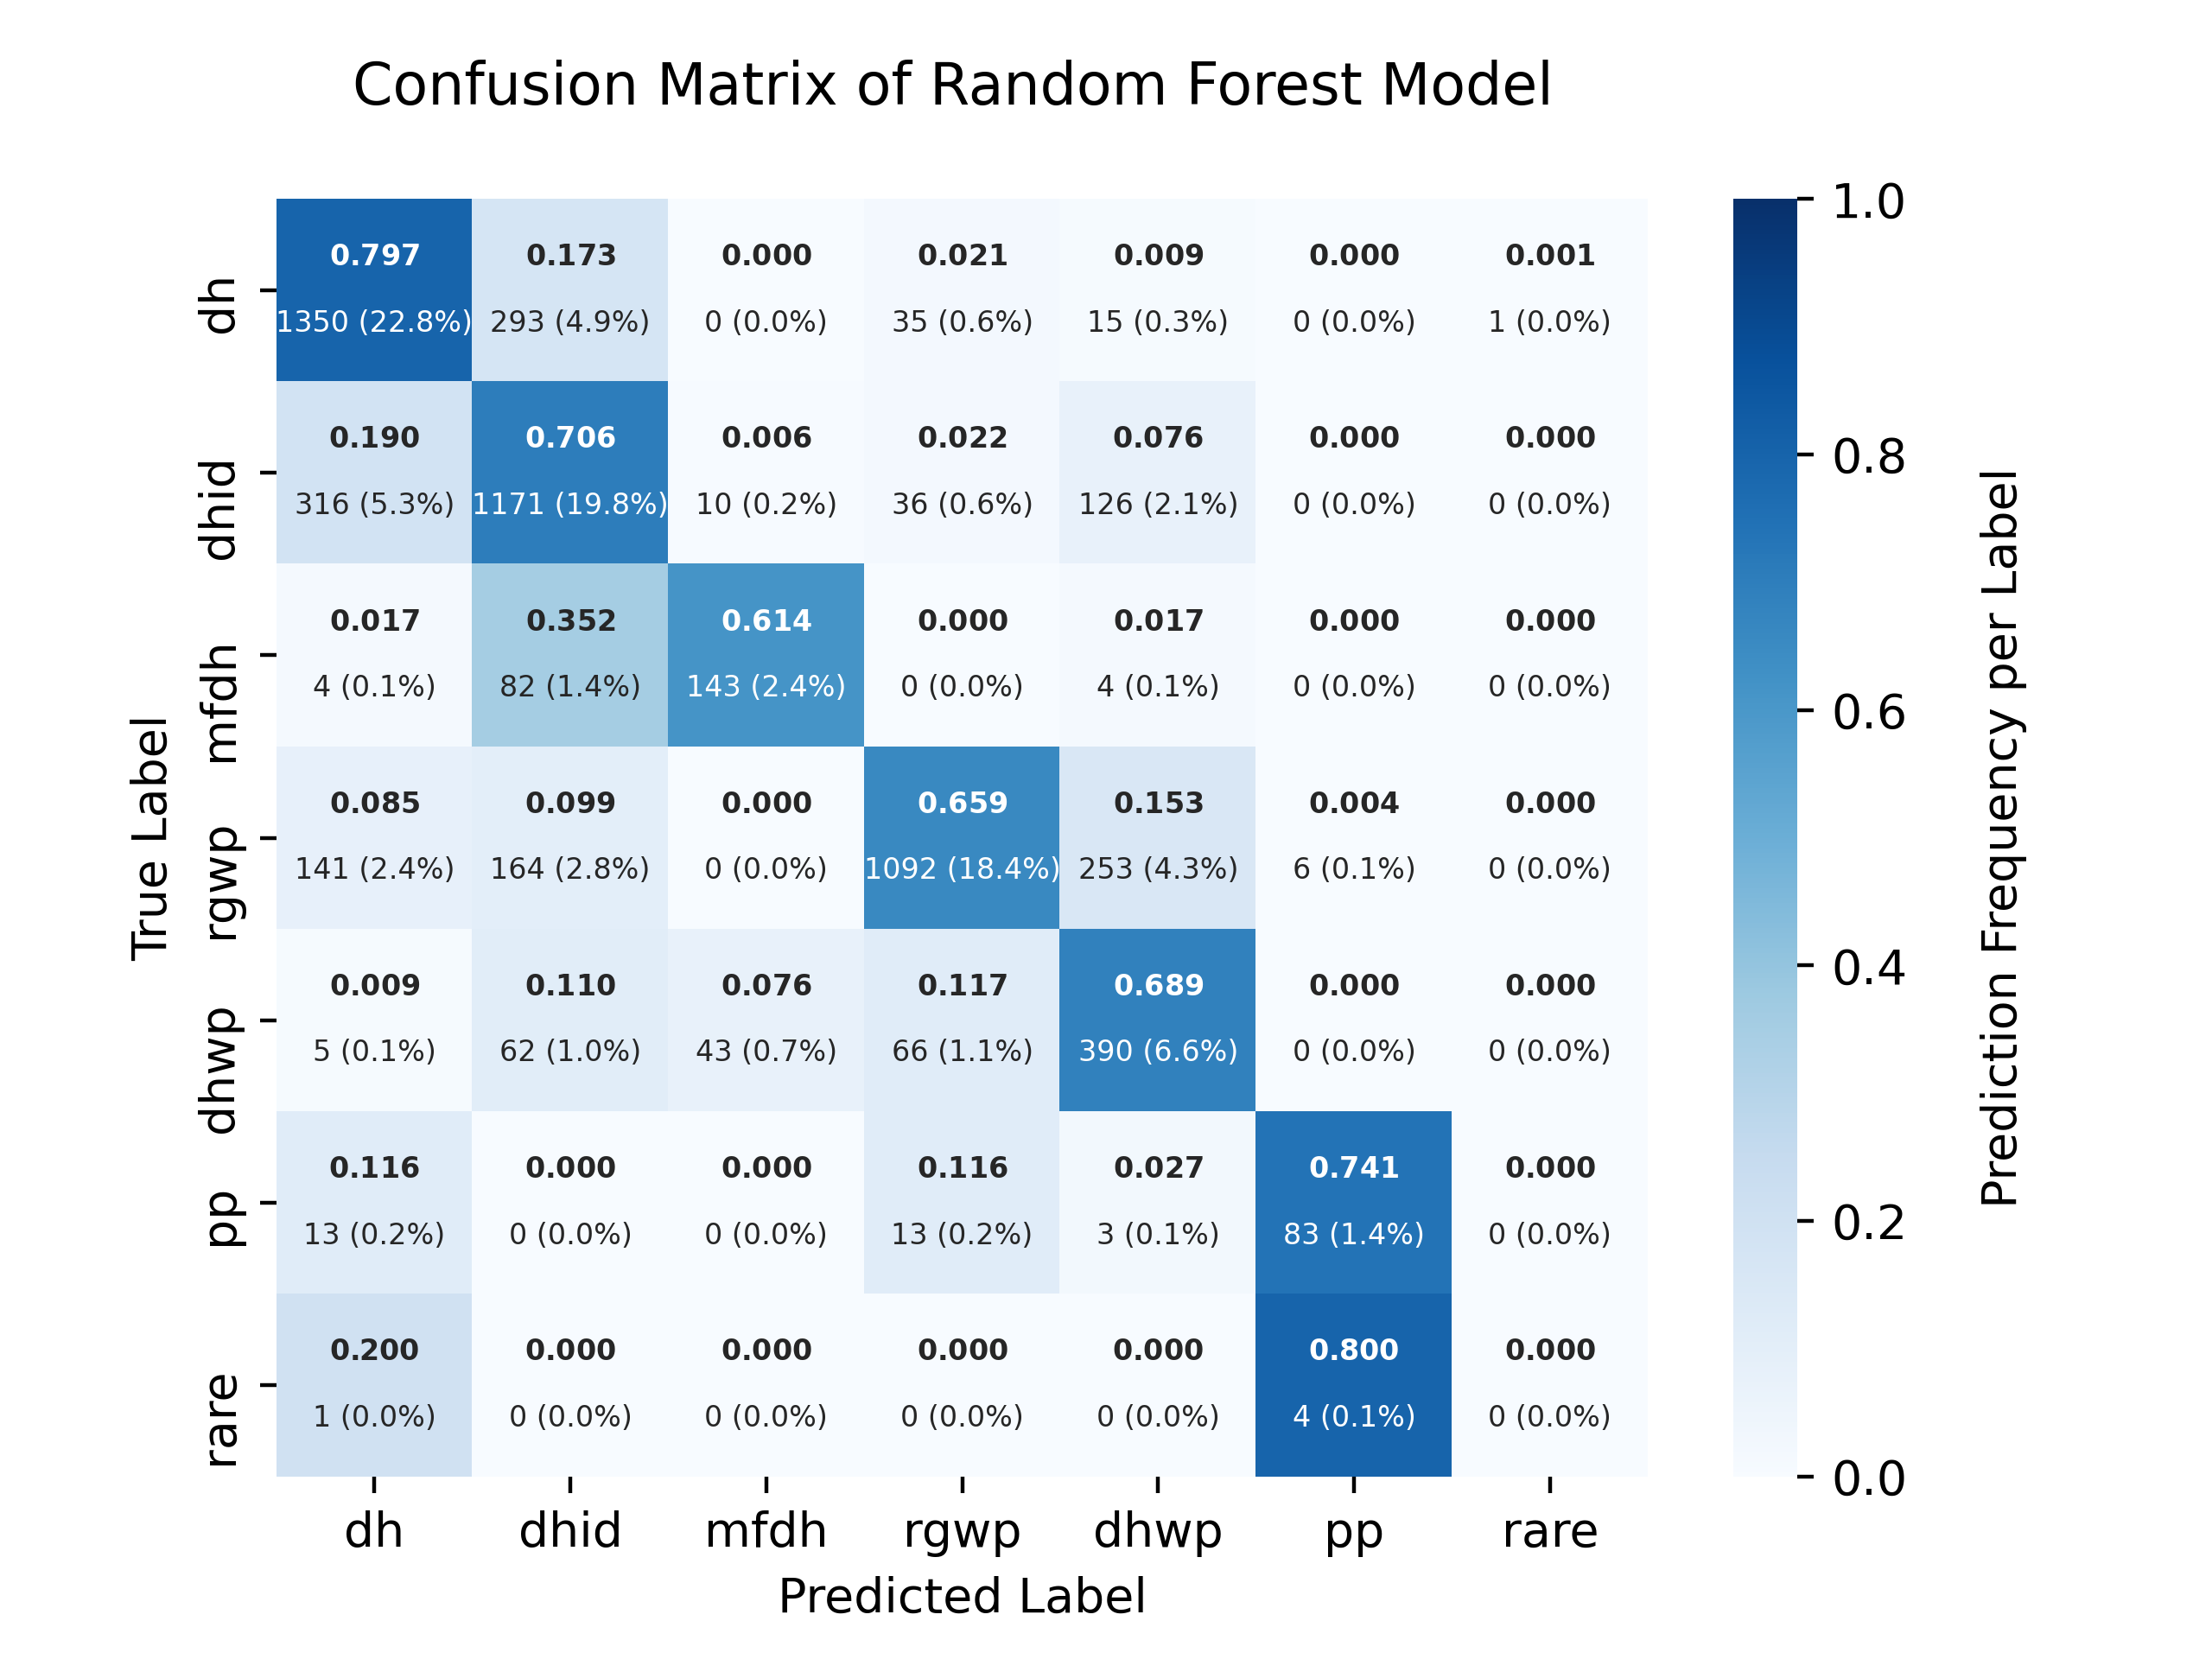 Confusion Matrix of Random Forest Model
0.797 0.173 0.000 0.021 0.009 0.000 0.001
1350 (22.8%) 293 (4.9%) 0 (0.0%) 35 (0.6%) 15 (0.3%) 0 (0.0%) 1 (0.0%)
dh
0.190 0.706 0.006 0.022 0.076 0.000 0.000
316 (5.3%) 1171 (19.8%) 10 (0.2%) 36 (0.6%) 126 (2.1%) 0 (0.0%) 0 (0.0%)
dhid
0.017 0.352 0.614 0.000 0.017 0.000 0.000
4 (0.1%) 82 (1.4%) 143 (2.4%) 0 (0.0%) 4 (0.1%) 0 (0.0%) 0 (0.0%)
mfdh
0.085 0.099 0.000 0.659 0.153 0.004 0.000
141 (2.4%) 164 (2.8%) 0 (0.0%) 1092 (18.4%) 253 (4.3%) 6 (0.1%) 0 (0.0%)
rgwp
0.009 0.110 0.076 0.117 0.689 0.000 0.000
5 (0.1%) 62 (1.0%) 43 (0.7%) 66 (1.1%) 390 (6.6%) 0 (0.0%) 0 (0.0%)
dhwp
0.116 0.000 0.000 0.116 0.027 0.741 0.000
13 (0.2%) 0 (0.0%) 0 (0.0%) 13 (0.2%) 3 (0.1%) 83 (1.4%) 0 (0.0%)
pp
0.200 0.000 0.000 0.000 0.000 0.800 0.000
1 (0.0%) 0 (0.0%) 0 (0.0%) 0 (0.0%) 0 (0.0%) 4 (0.1%) 0 (0.0%)
rare
True Label
dh dhid mfdh rgwp dhwp pp rare
Predicted Label
1.0
0.8
0.6
0.4
0.2
0.0
Prediction Frequency per Label